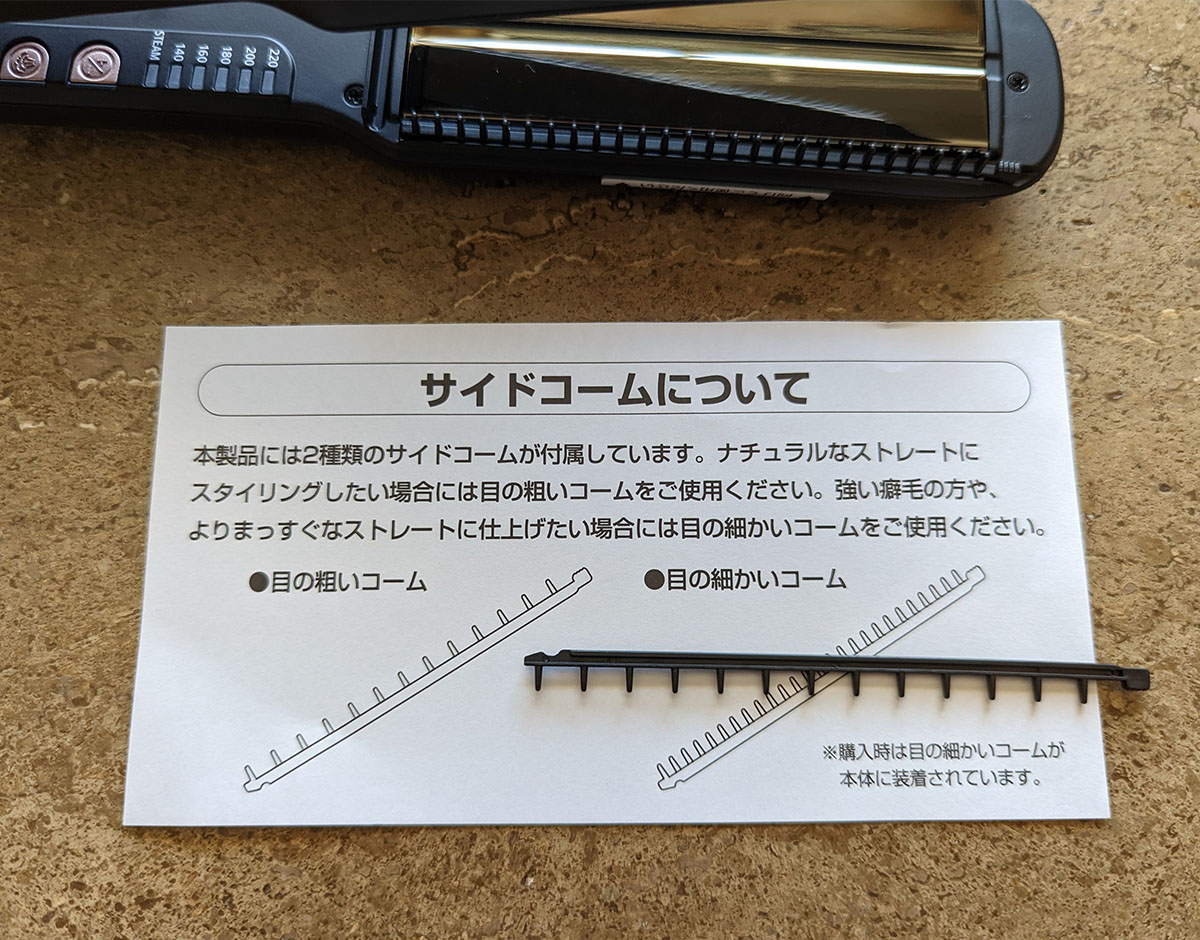 STEAM 140 160 180 200 220
サイドコームについて
本製品には2種類のサイドコームが付属しています。ナチュラルなストレートに
スタイリングしたい場合には目の粗いコームをご使用ください。強い癖毛の方や、
よりまっすぐなストレートに仕上げたい場合には目の細かいコームをご使用ください。
●目の粗いコーム
●目の細かいコーム
※購入時は目の細かいコームが
本体に装着されています。